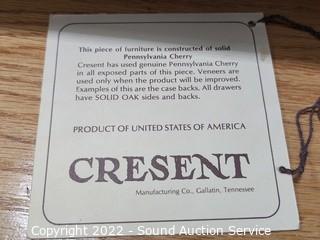 This piece of furniture is constructed of solid
Pennsylvania Cherry
Cresent has used genuine Pennsylvania Cherry
in all exposed parts of this piece. Veneers are
used only when the product will be improved.
Examples of this are the case backs. All drawers
have SOLID OAK sides and backs.
PRODUCT OF UNITED STATES OF AMERICA
CRESENT
Manufacturing Co., Gallatin, Tennessee
Copyright 2022 - Sound Auction Service